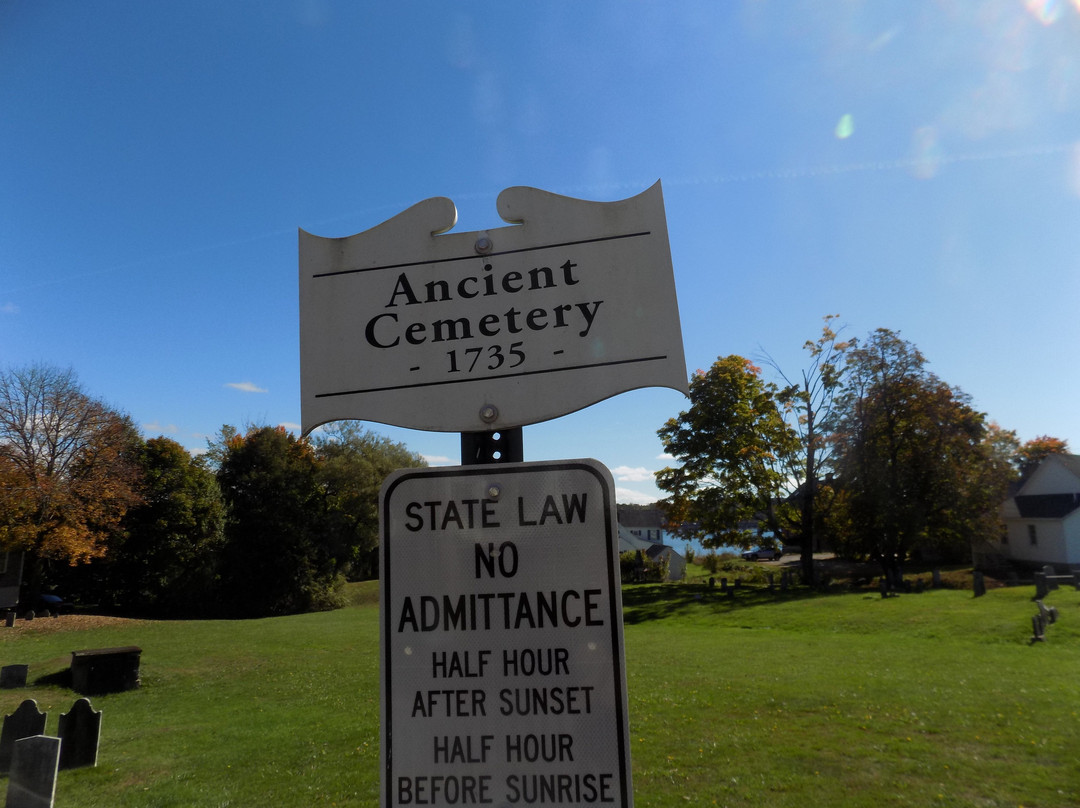 Ancient
Cemetery
- 1735 -
STATE LAW
NO
ADMITTANCE
HALF HOUR
AFTER SUNSET
HALF HOUR
BEFORE SUNRISE